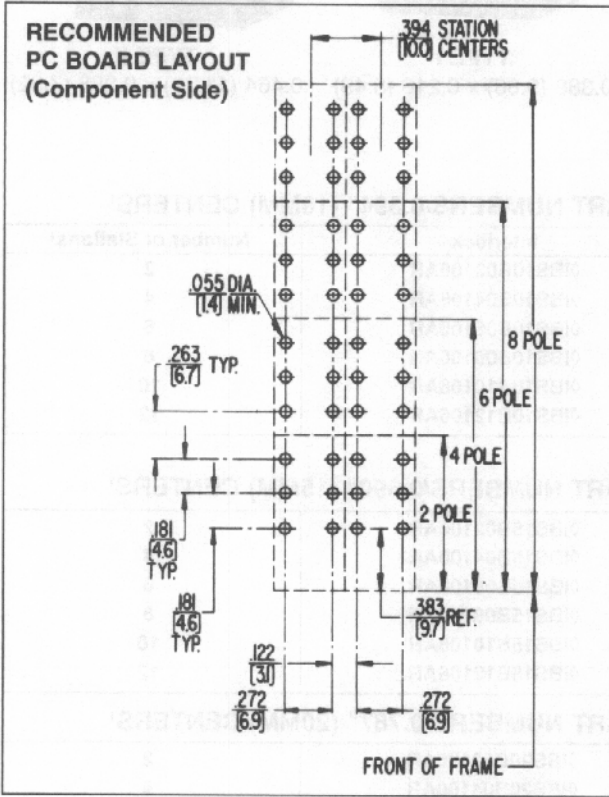 RECOMMENDED
PC BOARD LAYOUT
(Component Side)
.394 STATION
[10.0] CENTERS
.055 DIA.
[1.4] MIN.
.263
[6.7] TYP.
8 POLE
6 POLE
4 POLE
2 POLE
.181
[4.6]
TYP.
.181
[4.6]
TYP.
.383
[9.7] REF.
.122
[3.1]
.272
[6.9]
.272
[6.9]
FRONT OF FRAME